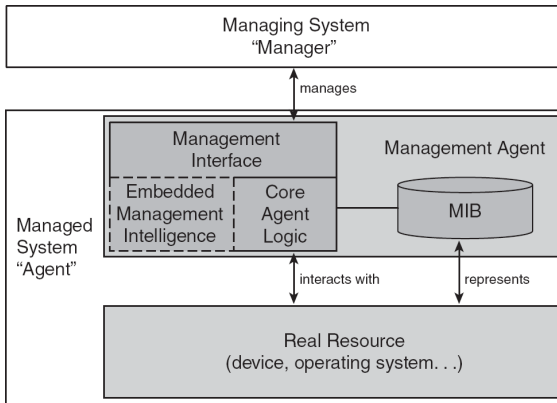 Managing System
“Manager”
manages
Management
Interface
Management Agent
Embedded
Management
Intelligence
Core
Agent
Logic
MIB
Managed
System
“Agent”
interacts with
represents
Real Resource
(device, operating system. . .)